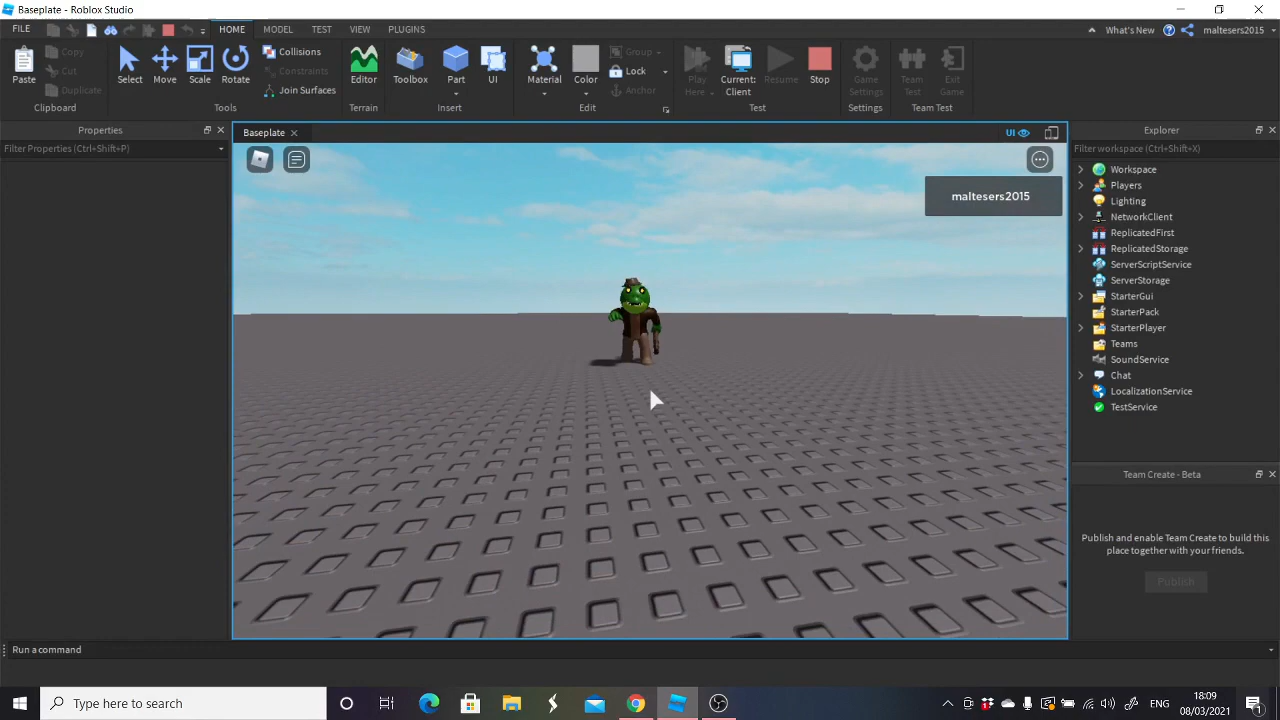 Baseplate - Roblox Studio
FILE HOME MODEL TEST VIEW PLUGINS What's New maltesers2015
Paste Copy Cut Duplicate Select Move Scale Rotate Collisions Constraints Join Surfaces Editor Toolbox Part UI Material Color Group Lock Anchor Play Here Current: Client Resume Stop Game Settings Team Test Exit Game
Clipboard Tools Terrain Insert Edit Test Settings Team Test
Properties
Filter Properties (Ctrl+Shift+P)
Baseplate UI
maltesers2015
Explorer
Filter workspace (Ctrl+Shift+X)
Workspace
Players
Lighting
NetworkClient
ReplicatedFirst
ReplicatedStorage
ServerScriptService
ServerStorage
StarterGui
StarterPack
StarterPlayer
Teams
SoundService
Chat
LocalizationService
TestService
Team Create - Beta
Publish and enable Team Create to build this
place together with your friends.
Publish
Run a command
Type here to search
18:09
08/03/2021